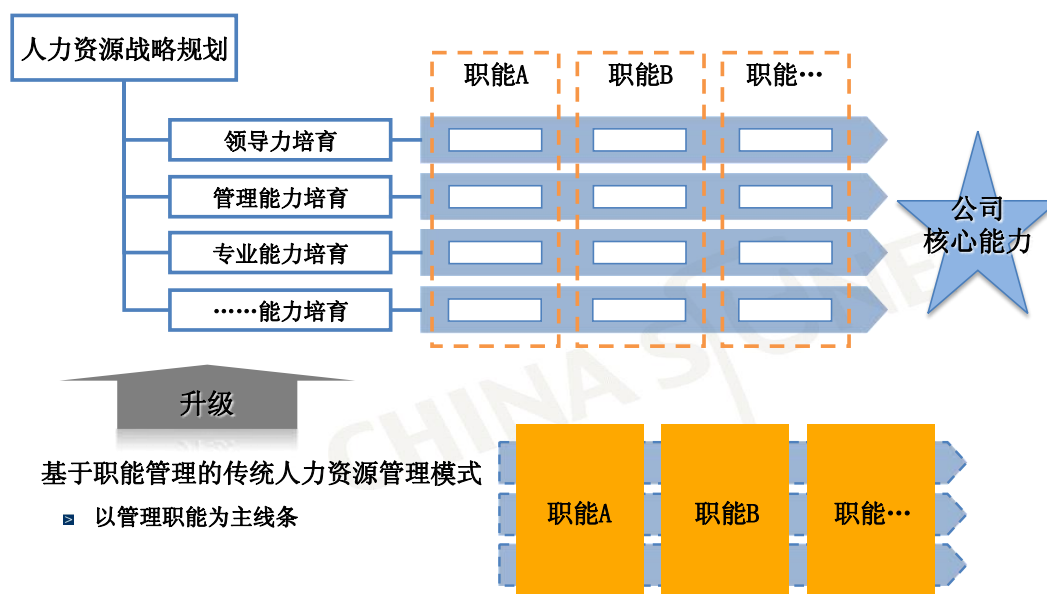 人力资源战略规划
职能A
职能B
职能…
领导力培育
管理能力培育
专业能力培育
……能力培育
公司
核心能力
升级
基于职能管理的传统人力资源管理模式
以管理职能为主线条
职能A
职能B
职能…
CHINA S
NE